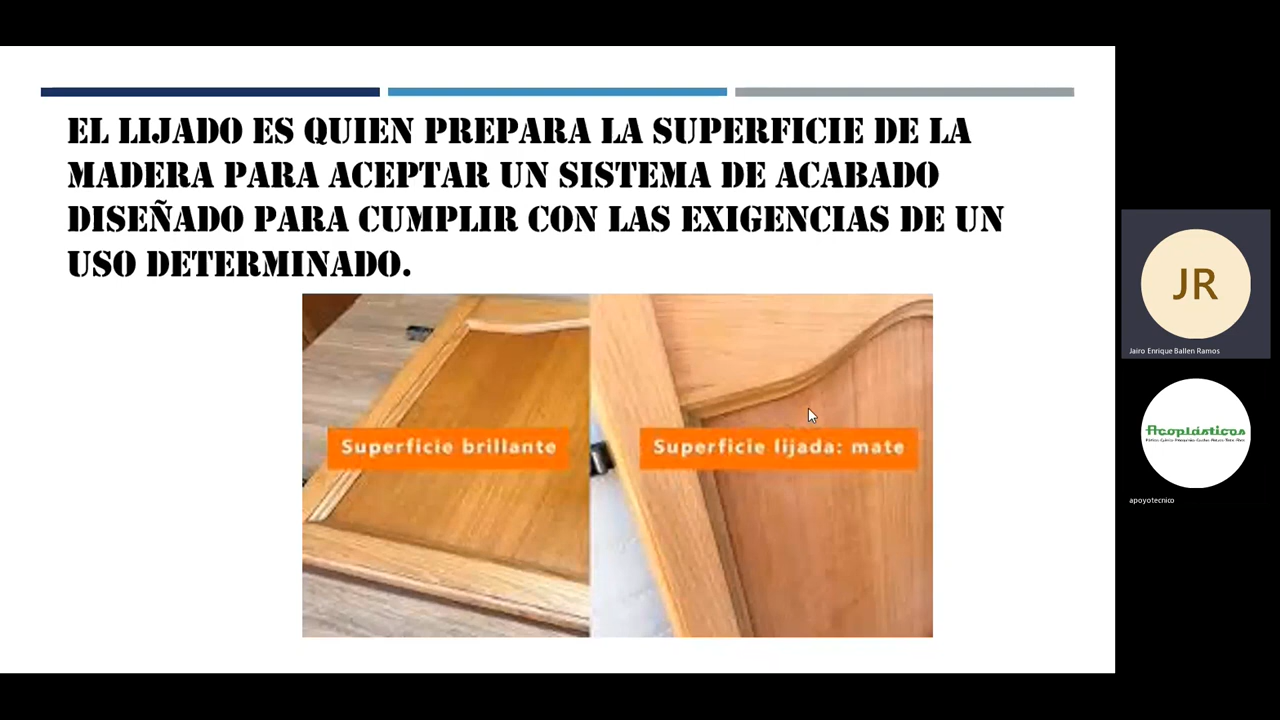 EL LIJADO ES QUIEN PREPARA LA SUPERFICIE DE LA
MADERA PARA ACEPTAR UN SISTEMA DE ACABADO
DISEÑADO PARA CUMPLIR CON LAS EXIGENCIAS DE UN
USO DETERMINADO.
Superficie brillante
Superficie lijada: mate
JR
Jairo Enrique Ballen Ramos
Acoplásticos
apoyotecnico